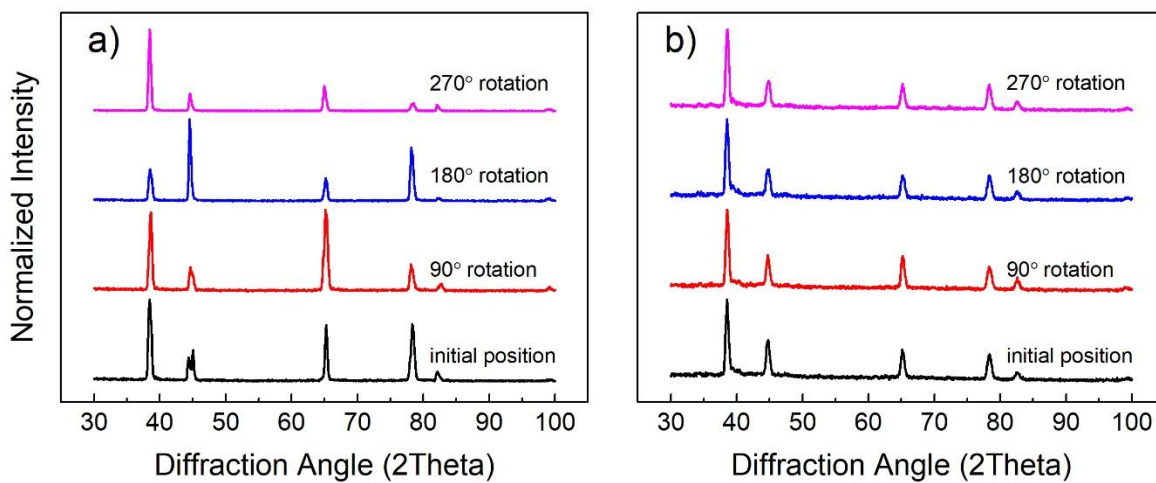 Normalized Intensity
a)
270° rotation
180° rotation
90° rotation
initial position
30 40 50 60 70 80 90 100
Diffraction Angle (2Theta)
b)
270° rotation
180° rotation
90° rotation
initial position
30 40 50 60 70 80 90 100
Diffraction Angle (2Theta)